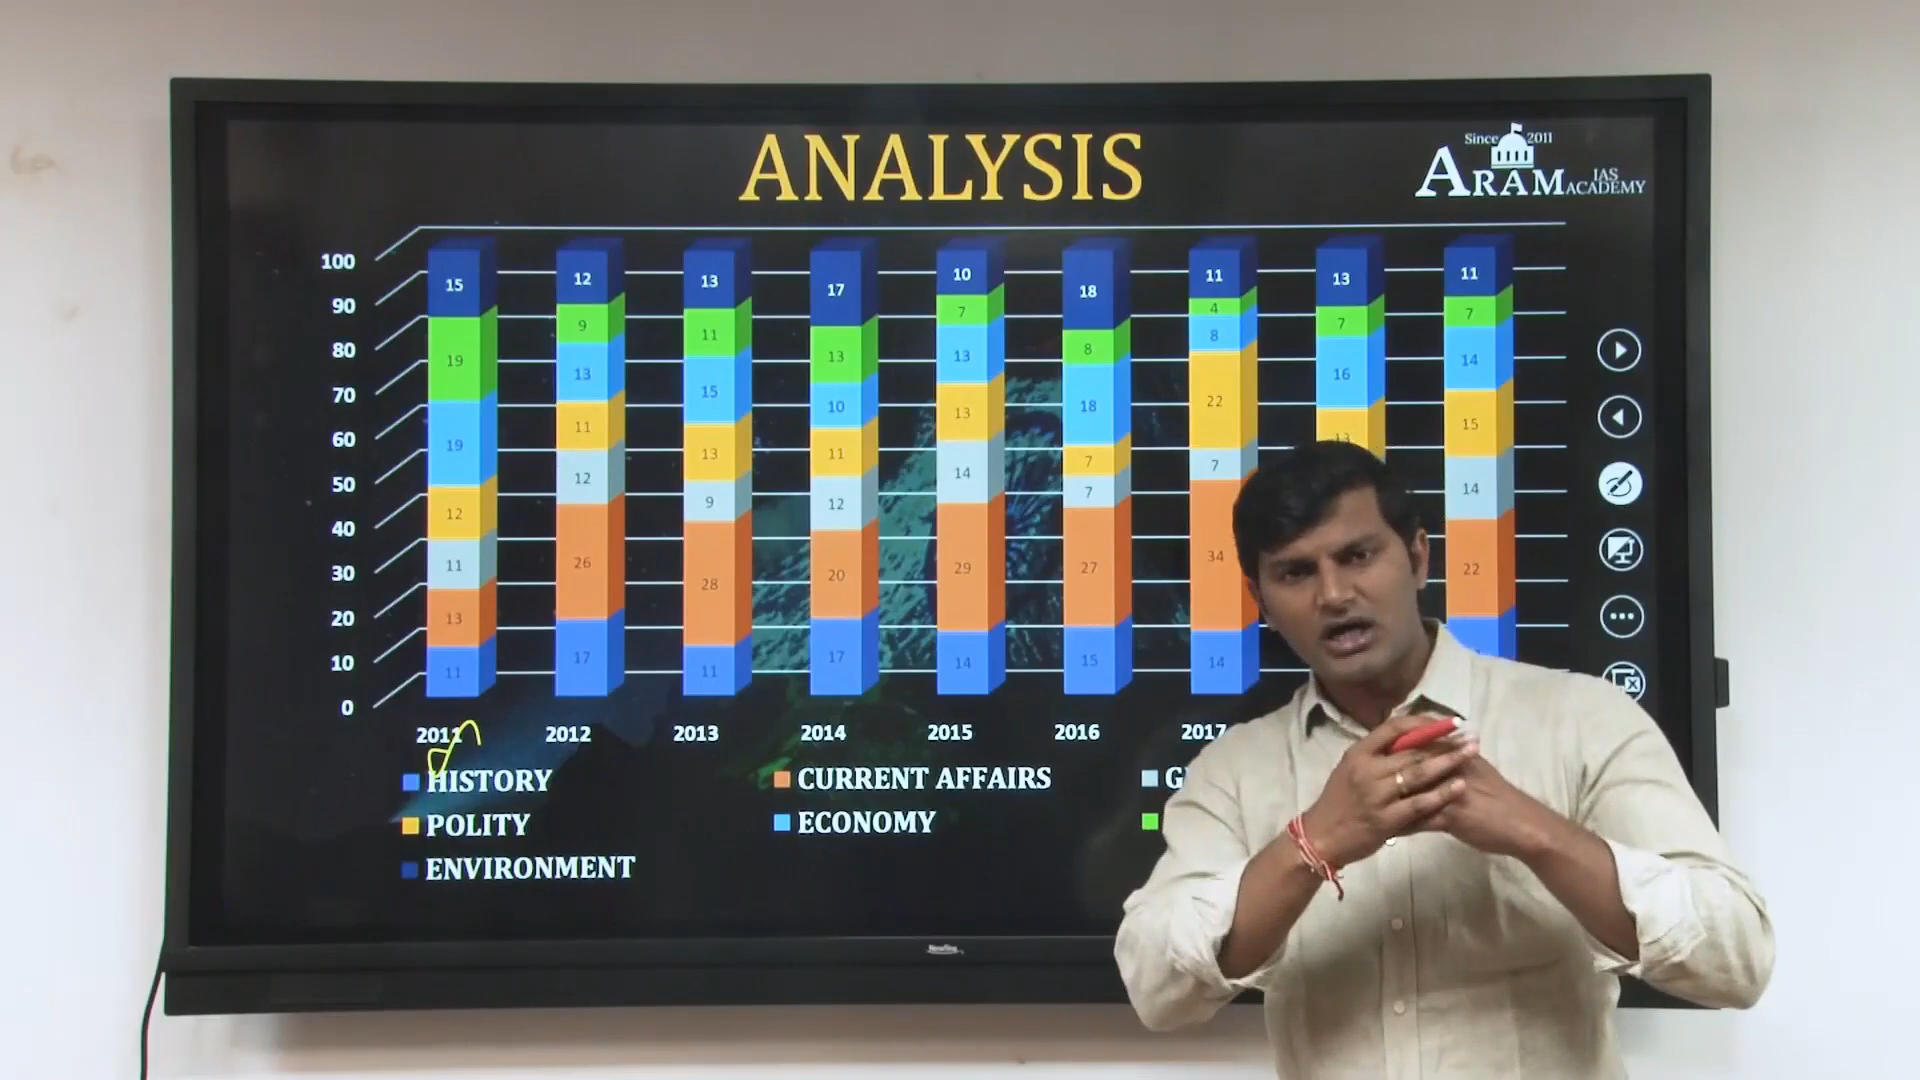 ANALYSIS
Since 2011
ARAM IAS ACADEMY
100 15 12 13 17 10 18 11 13 11
90 19 9 11 13 7 8 4 7 7
80 19 13 15 10 13 18 8 16 14
70 12 11 13 11 13 7 22 13 15
60 11 12 9 12 14 7 7 14
50 13 26 28 20 29 27 34 22
40 11 17 11 17 14 15 14
30
20
10
0
2011 2012 2013 2014 2015 2016 2017
HISTORY CURRENT AFFAIRS
POLITY ECONOMY
ENVIRONMENT